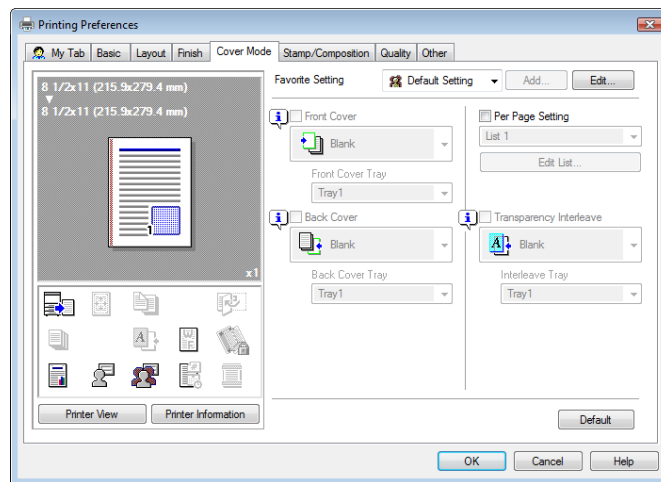 Printing Preferences
My Tab Basic Layout Finish Cover Mode Stamp/Composition Quality Other
8 1/2x11 (215.9x279.4 mm)
8 1/2x11 (215.9x279.4 mm)
1
x1
Printer View Printer Information
Favorite Setting Default Setting Add... Edit...
Front Cover
Blank
Front Cover Tray
Tray1
Back Cover
Blank
Back Cover Tray
Tray1
Per Page Setting
List 1
Edit List...
Transparency Interleave
Blank
Interleave Tray
Tray1
Default
OK Cancel Help